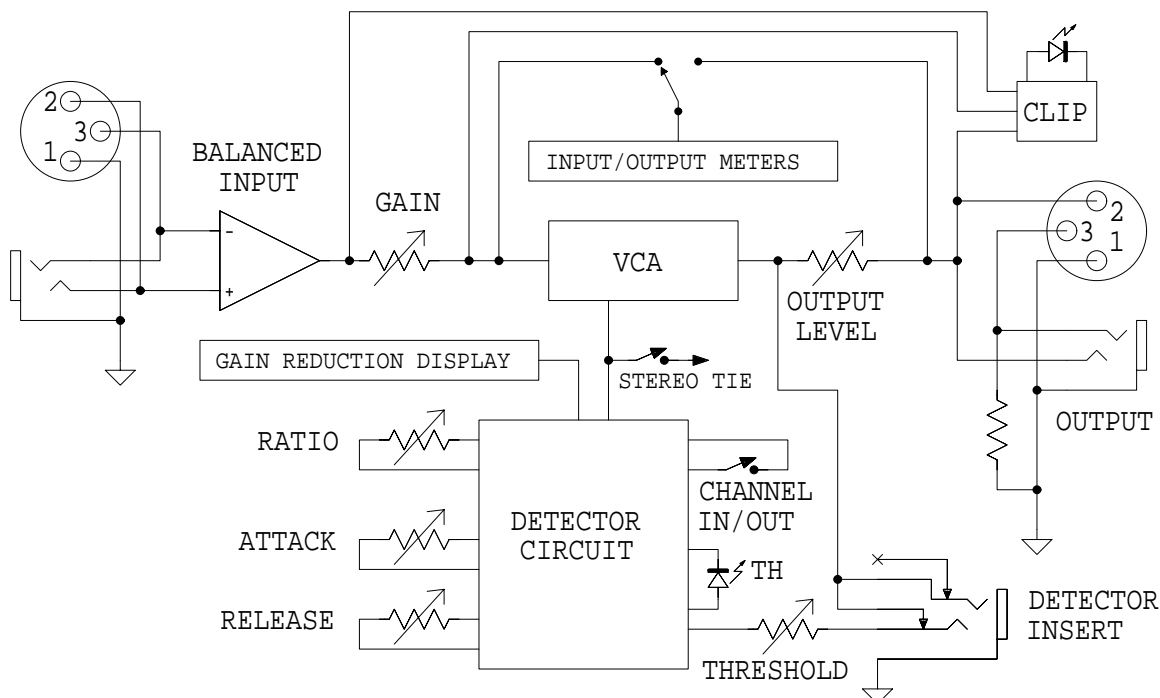 2
3
1
BALANCED
INPUT
-
+
GAIN
INPUT/OUTPUT METERS
CLIP
VCA
OUTPUT
LEVEL
2
3
1
OUTPUT
GAIN REDUCTION DISPLAY
STEREO TIE
RATIO
ATTACK
RELEASE
DETECTOR
CIRCUIT
CHANNEL
IN/OUT
TH
THRESHOLD
DETECTOR
INSERT